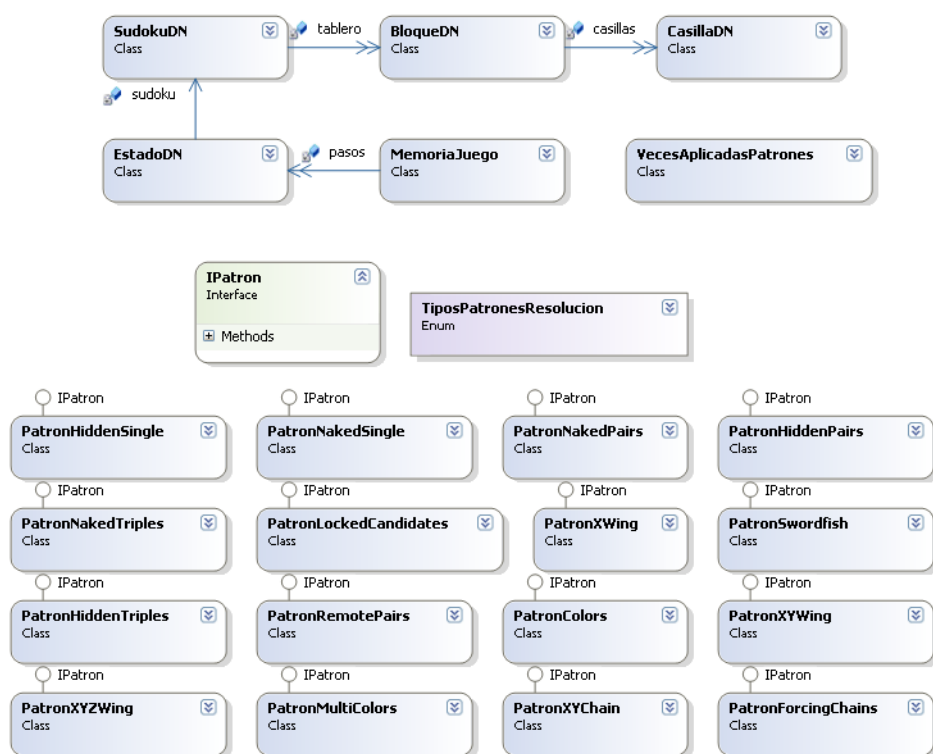 SudokuDN
Class
tablero
BloqueDN
Class
casillas
CasillaDN
Class
sudoku
EstadoDN
Class
pasos
MemoriaJuego
Class
VecesAplicadasPatrones
Class
IPatron
Interface
Methods
TiposPatronesResolucion
Enum
IPatron
PatronHiddenSingle
Class
IPatron
PatronNakedSingle
Class
IPatron
PatronNakedPairs
Class
IPatron
PatronHiddenPairs
Class
IPatron
PatronNakedTriples
Class
IPatron
PatronLockedCandidates
Class
IPatron
PatronXWing
Class
IPatron
PatronSwordfish
Class
IPatron
PatronHiddenTriples
Class
IPatron
PatronRemotePairs
Class
IPatron
PatronColors
Class
IPatron
PatronXYWing
Class
IPatron
PatronXYZWing
Class
IPatron
PatronMultiColors
Class
IPatron
PatronXYChain
Class
IPatron
PatronForcingChains
Class